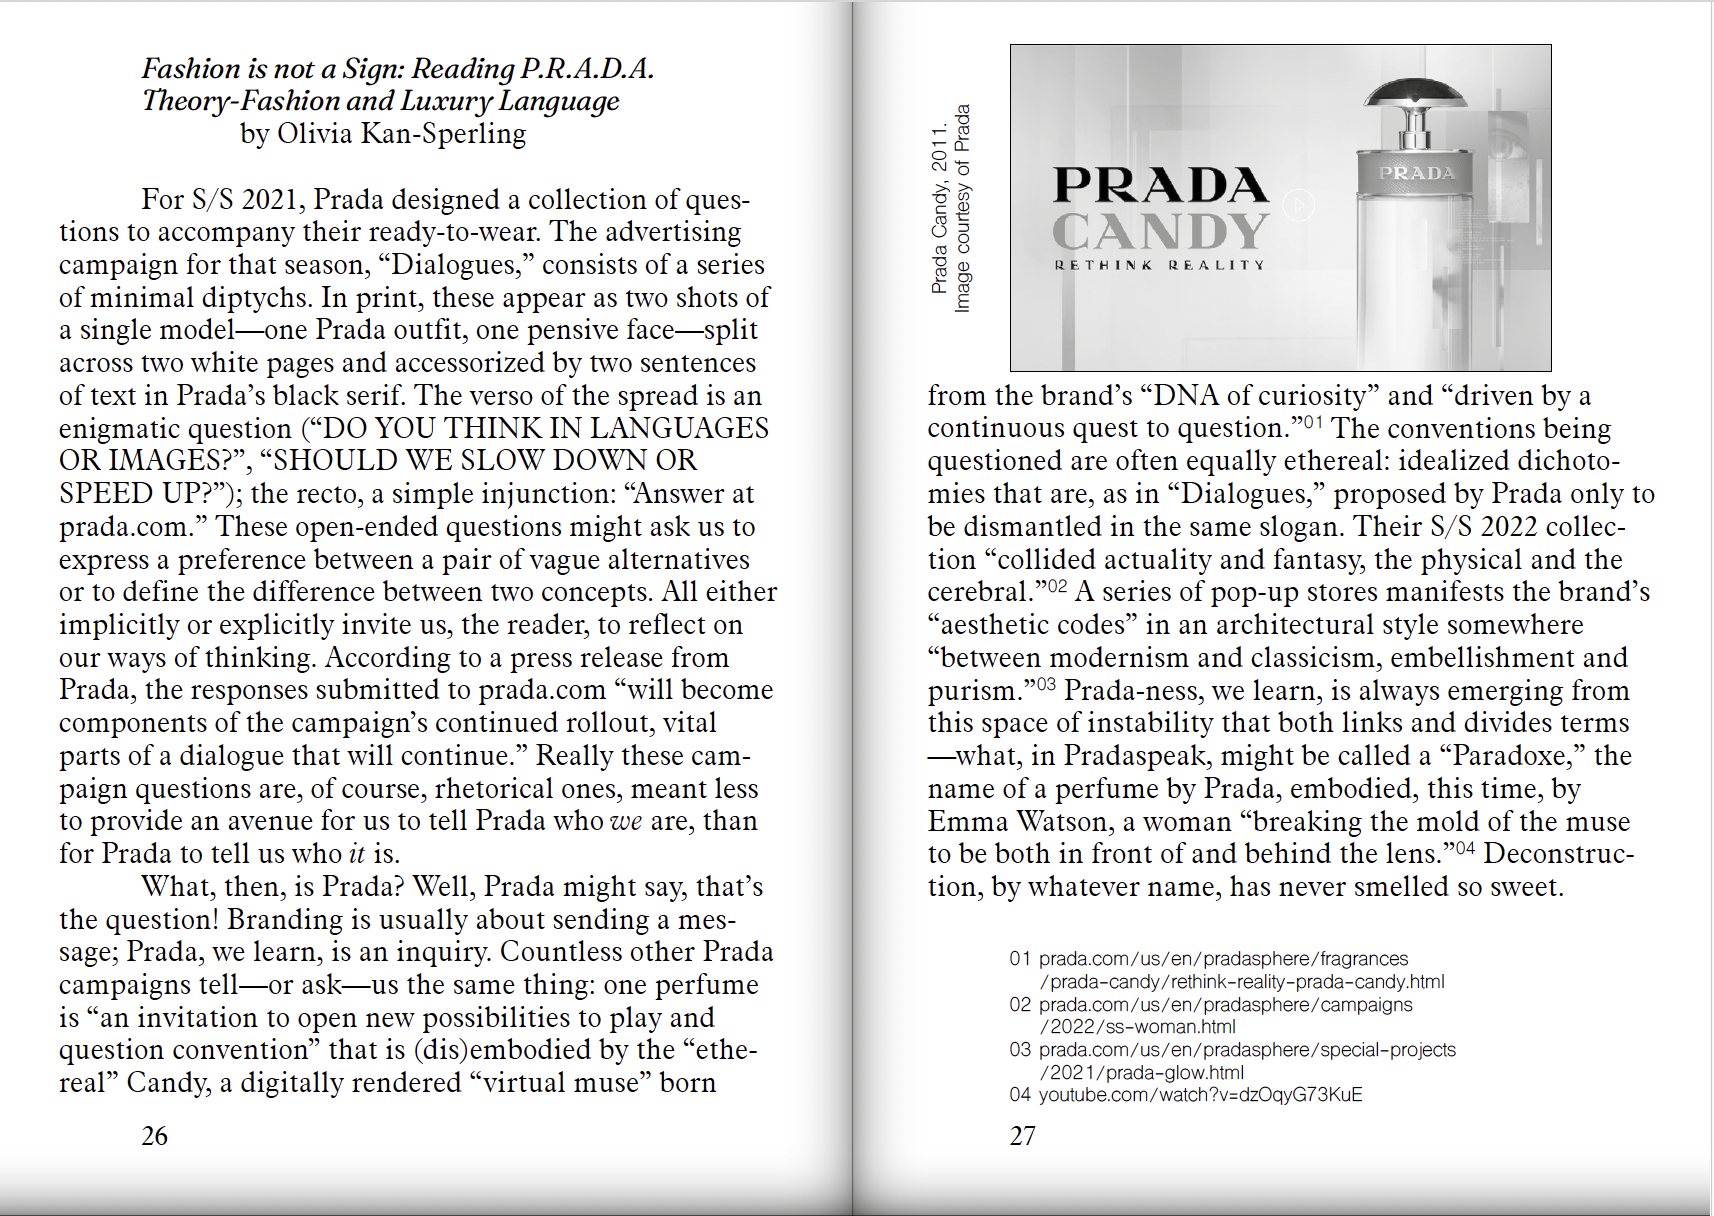 Fashion is not a Sign: Reading P.R.A.D.A.
Theory-Fashion and Luxury Language
by Olivia Kan-Sperling
For S/S 2021, Prada designed a collection of ques-
tions to accompany their ready-to-wear. The advertising
campaign for that season, “Dialogues,” consists of a series
of minimal diptychs. In print, these appear as two shots of
a single model—one Prada outfit, one pensive face—split
across two white pages and accessorized by two sentences
of text in Prada’s black serif. The verso of the spread is an
enigmatic question (“DO YOU THINK IN LANGUAGES
OR IMAGES?”, “SHOULD WE SLOW DOWN OR
SPEED UP?”); the recto, a simple injunction: “Answer at
prada.com.” These open-ended questions might ask us to
express a preference between a pair of vague alternatives
or to define the difference between two concepts. All either
implicitly or explicitly invite us, the reader, to reflect on
our ways of thinking. According to a press release from
Prada, the responses submitted to prada.com “will become
components of the campaign’s continued rollout, vital
parts of a dialogue that will continue.” Really these cam-
paign questions are, of course, rhetorical ones, meant less
to provide an avenue for us to tell Prada who we are, than
for Prada to tell us who it is.
What, then, is Prada? Well, Prada might say, that’s
the question! Branding is usually about sending a mes-
sage; Prada, we learn, is an inquiry. Countless other Prada
campaigns tell—or ask—us the same thing: one perfume
is “an invitation to open new possibilities to play and
question convention” that is (dis)embodied by the “ethe-
real” Candy, a digitally rendered “virtual muse” born
26
Prada Candy, 2011.
Image courtesy of Prada
PRADA
CANDY
RETHINK REALITY
PRADA
from the brand’s “DNA of curiosity” and “driven by a
continuous quest to question.”01 The conventions being
questioned are often equally ethereal: idealized dichoto-
mies that are, as in “Dialogues,” proposed by Prada only to
be dismantled in the same slogan. Their S/S 2022 collec-
tion “collided actuality and fantasy, the physical and the
cerebral.”02 A series of pop-up stores manifests the brand’s
“aesthetic codes” in an architectural style somewhere
“between modernism and classicism, embellishment and
purism.”03 Prada-ness, we learn, is always emerging from
this space of instability that both links and divides terms
—what, in Pradaspeak, might be called a “Paradoxe,” the
name of a perfume by Prada, embodied, this time, by
Emma Watson, a woman “breaking the mold of the muse
to be both in front of and behind the lens.”04 Deconstruc-
tion, by whatever name, has never smelled so sweet.
01 prada.com/us/en/pradasphere/fragrances
/prada-candy/rethink-reality-prada-candy.html
02 prada.com/us/en/pradasphere/campaigns
/2022/ss-woman.html
03 prada.com/us/en/pradasphere/special-projects
/2021/prada-glow.html
04 youtube.com/watch?v=dzOqyG73KuE
27